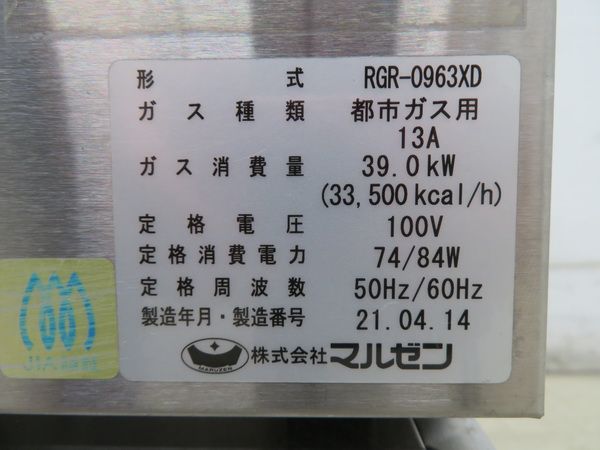 形式 RGR-0963XD
ガス種類 都市ガス用
13A
ガス消費量 39.0kW
(33,500kcal/h)
定格電圧 100V
定格消費電力 74/84W
定格周波数 50Hz/60Hz
製造年月・製造番号 21.04.14
MARUZEN 株式会社 マルゼン
JIA